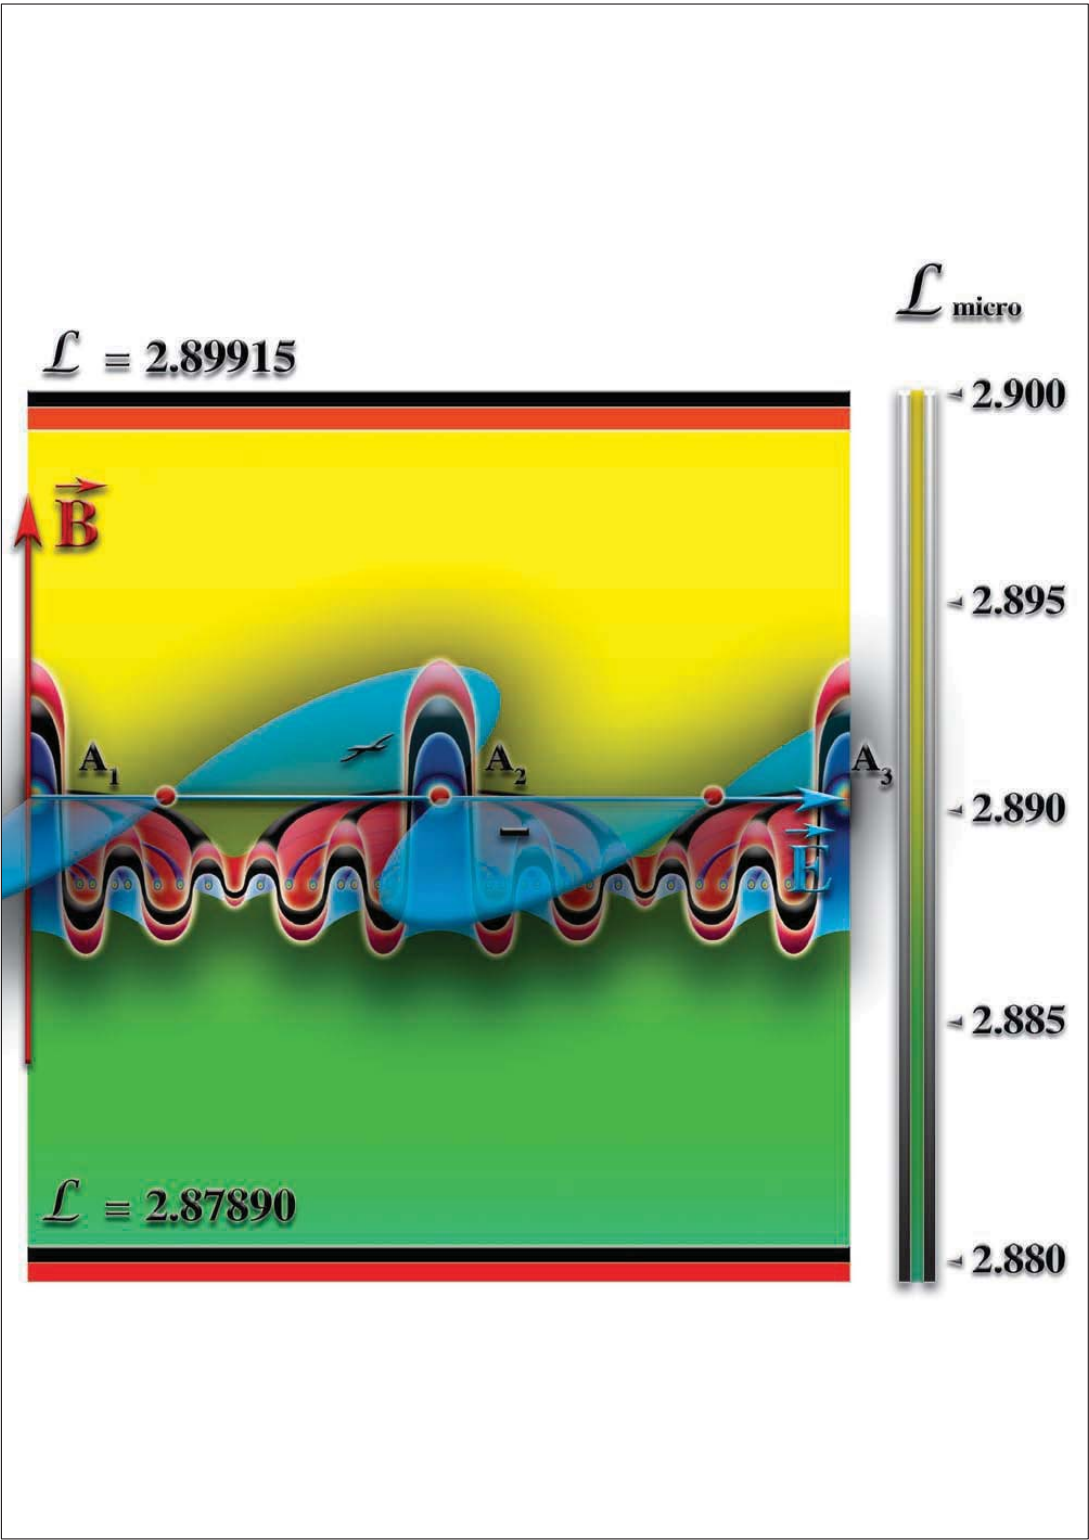 ℒ micro
ℒ = 2.89915
2.900
B
2.895
A1 A2 A3
2.890
E
2.885
ℒ = 2.87890
2.880